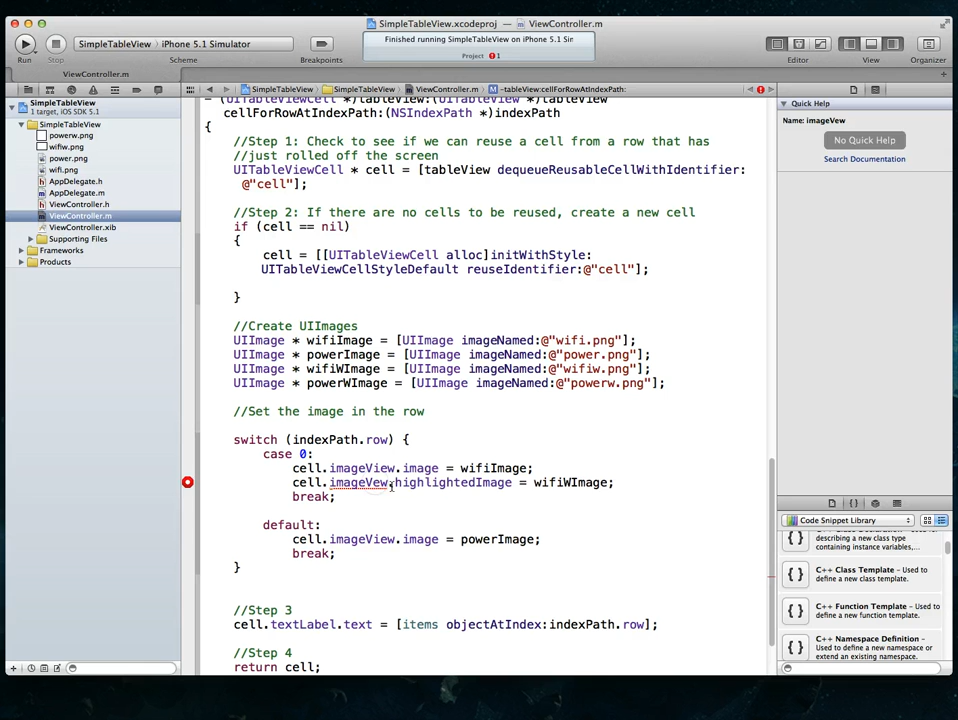 SimpleTableView.xcodeproj — ViewController.m
SimpleTableView iPhone 5.1 Simulator
Finished running SimpleTableView on iPhone 5.1 Sir
Project 1
Run Stop Scheme Breakpoints Editor View Organizer
ViewController.m
SimpleTableView SimpleTableView ViewController.m -tableView:cellForRowAtIndexPath:
SimpleTableView
1 target, iOS SDK 5.1
SimpleTableView
powerw.png
wifiw.png
power.png
wifi.png
AppDelegate.h
AppDelegate.m
ViewController.h
ViewController.m
ViewController.xib
Supporting Files
Frameworks
Products
- (UITableViewCell *)tableView:(UITableView *)tableView
cellForRowAtIndexPath:(NSIndexPath *)indexPath
{
//Step 1: Check to see if we can reuse a cell from a row that has
//just rolled off the screen
UITableViewCell * cell = [tableView dequeueReusableCellWithIdentifier:
@"cell"];
//Step 2: If there are no cells to be reused, create a new cell
if (cell == nil)
{
cell = [[UITableViewCell alloc]initWithStyle:
UITableViewCellStyleDefault reuseIdentifier:@"cell"];
}
//Create UIImages
UIImage * wifiImage = [UIImage imageNamed:@"wifi.png"];
UIImage * powerImage = [UIImage imageNamed:@"power.png"];
UIImage * wifiWImage = [UIImage imageNamed:@"wifiw.png"];
UIImage * powerWImage = [UIImage imageNamed:@"powerw.png"];
//Set the image in the row
switch (indexPath.row) {
case 0:
cell.imageView.image = wifiImage;
cell.imageVew.highlightedImage = wifiWImage;
break;
default:
cell.imageView.image = powerImage;
break;
}
//Step 3
cell.textLabel.text = [items objectAtIndex:indexPath.row];
//Step 4
return cell;
Quick Help
Name: imageView
No Quick Help
Search Documentation
Code Snippet Library
describing a new class type
containing instance variables,...
C++ Class Template – Used to
define a new class template.
C++ Function Template – Used to
define a new function template.
C++ Namespace Definition – Used
to define a new namespace
or extend an existing namespace.